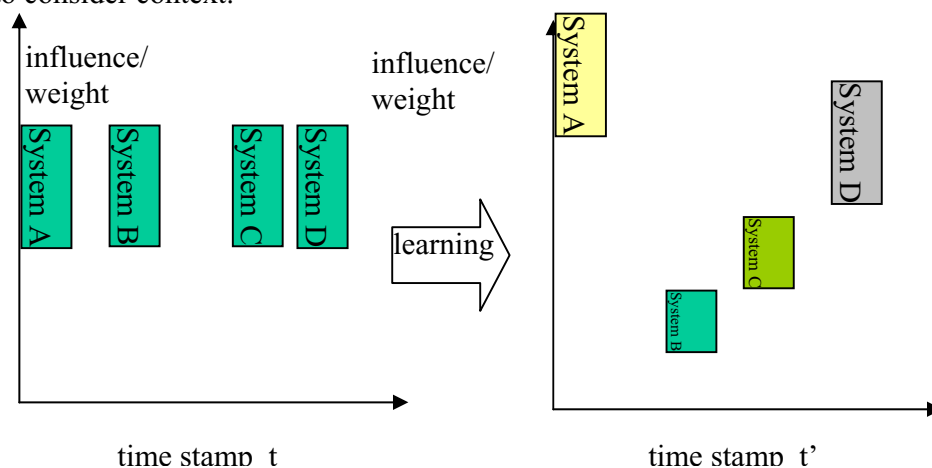 to consider context.
influence/
weight
System A
System B
System C
System D
learning
influence/
weight
System A
System B
System C
System D
time stamp t
time stamp t’